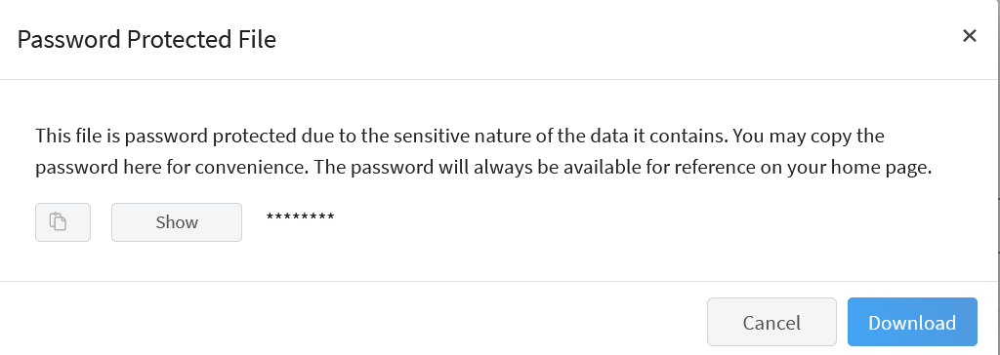 Password Protected File
This file is password protected due to the sensitive nature of the data it contains. You may copy the
password here for convenience. The password will always be available for reference on your home page.
Show ********
Cancel Download